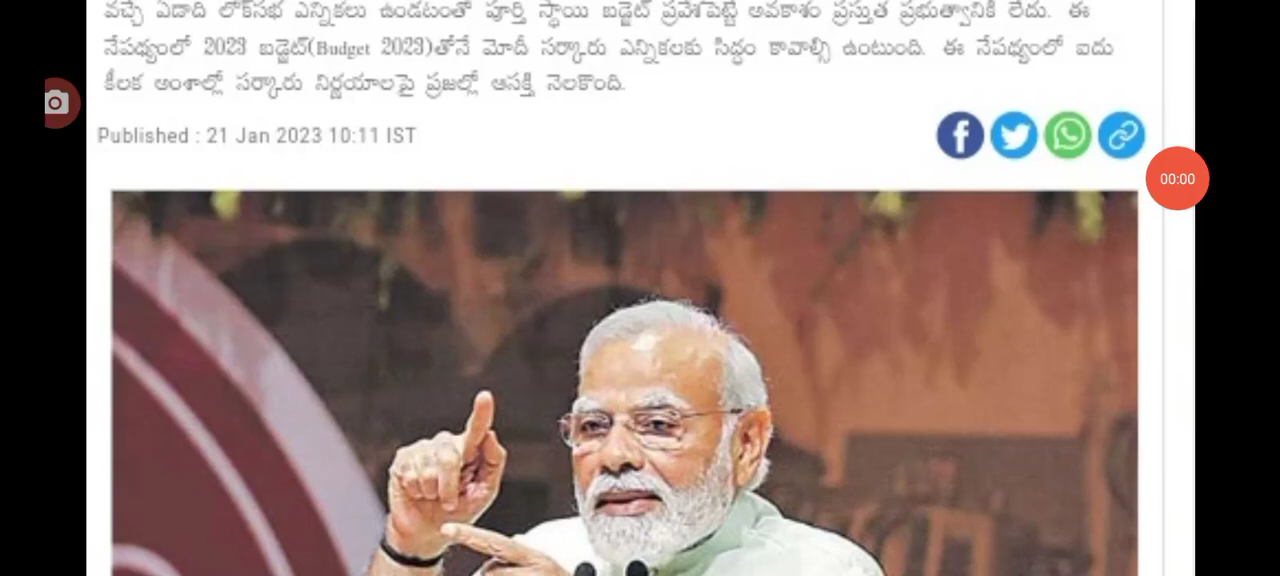 వచ్చే ఏడాది లోక్‌సభ ఎన్నికలు ఉండటంతో పూర్తి స్థాయి బడ్జెట్ ప్రవేశపెట్టే అవకాశం ప్రస్తుత ప్రభుత్వానికి లేదు. ఈ
నేపథ్యంలో 2023 బడ్జెట్(Budget 2023)తోనే మోదీ సర్కారు ఎన్నికలకు సిద్ధం కావాల్సి ఉంటుంది. ఈ నేపథ్యంలో ఐదు
కీలక అంశాల్లో సర్కారు నిర్ణయాలపై ప్రజల్లో ఆసక్తి నెలకొంది.
Published : 21 Jan 2023 10:11 IST
00:00